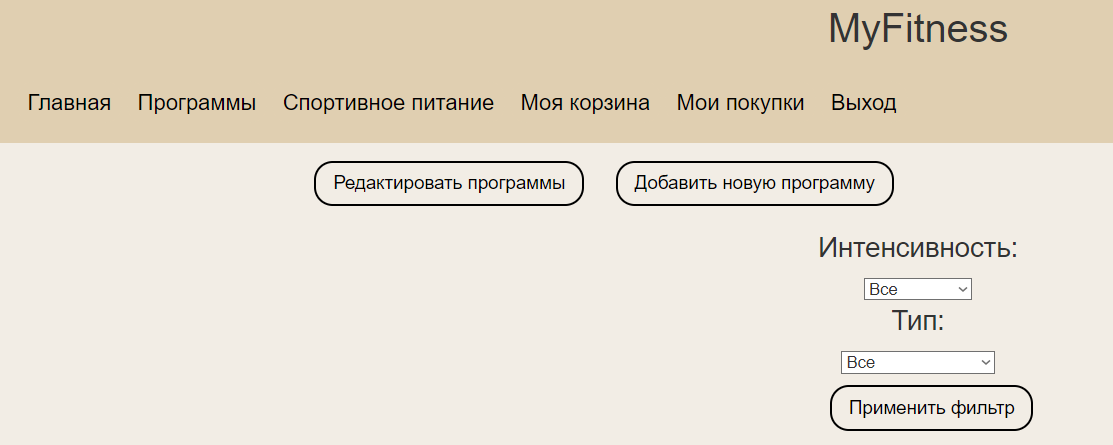 MyFitness
Главная Программы Спортивное питание Моя корзина Мои покупки Выход
Редактировать программы Добавить новую программу
Интенсивность:
Все
Тип:
Все
Применить фильтр